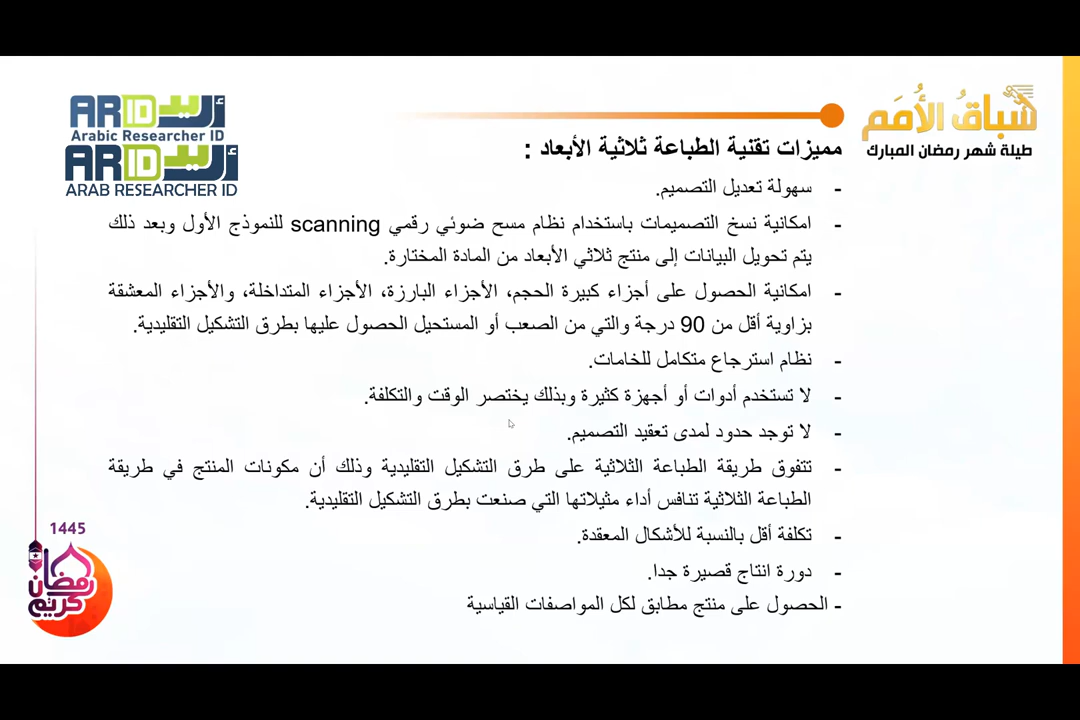 ARID أريد
Arabic Researcher ID
ARID أريد
ARAB RESEARCHER ID
سباقُ الأُمَم
طيلة شهر رمضان المبارك
مميزات تقنية الطباعة ثلاثية الأبعاد :
- سهولة تعديل التصميم.
- امكانية نسخ التصميمات باستخدام نظام مسح ضوئي رقمي scanning للنموذج الأول وبعد ذلك
يتم تحويل البيانات إلى منتج ثلاثي الأبعاد من المادة المختارة.
- امكانية الحصول على أجزاء كبيرة الحجم، الأجزاء البارزة، الأجزاء المتداخلة، والأجزاء المعشقة
بزاوية أقل من 90 درجة والتي من الصعب أو المستحيل الحصول عليها بطرق التشكيل التقليدية.
- نظام استرجاع متكامل للخامات.
- لا تستخدم أدوات أو أجهزة كثيرة وبذلك يختصر الوقت والتكلفة.
- لا توجد حدود لمدى تعقيد التصميم.
- تتفوق طريقة الطباعة الثلاثية على طرق التشكيل التقليدية وذلك أن مكونات المنتج في طريقة
الطباعة الثلاثية تنافس أداء مثيلاتها التي صنعت بطرق التشكيل التقليدية.
- تكلفة أقل بالنسبة للأشكال المعقدة.
- دورة انتاج قصيرة جدا.
- الحصول على منتج مطابق لكل المواصفات القياسية
1445
رمضان
كريم